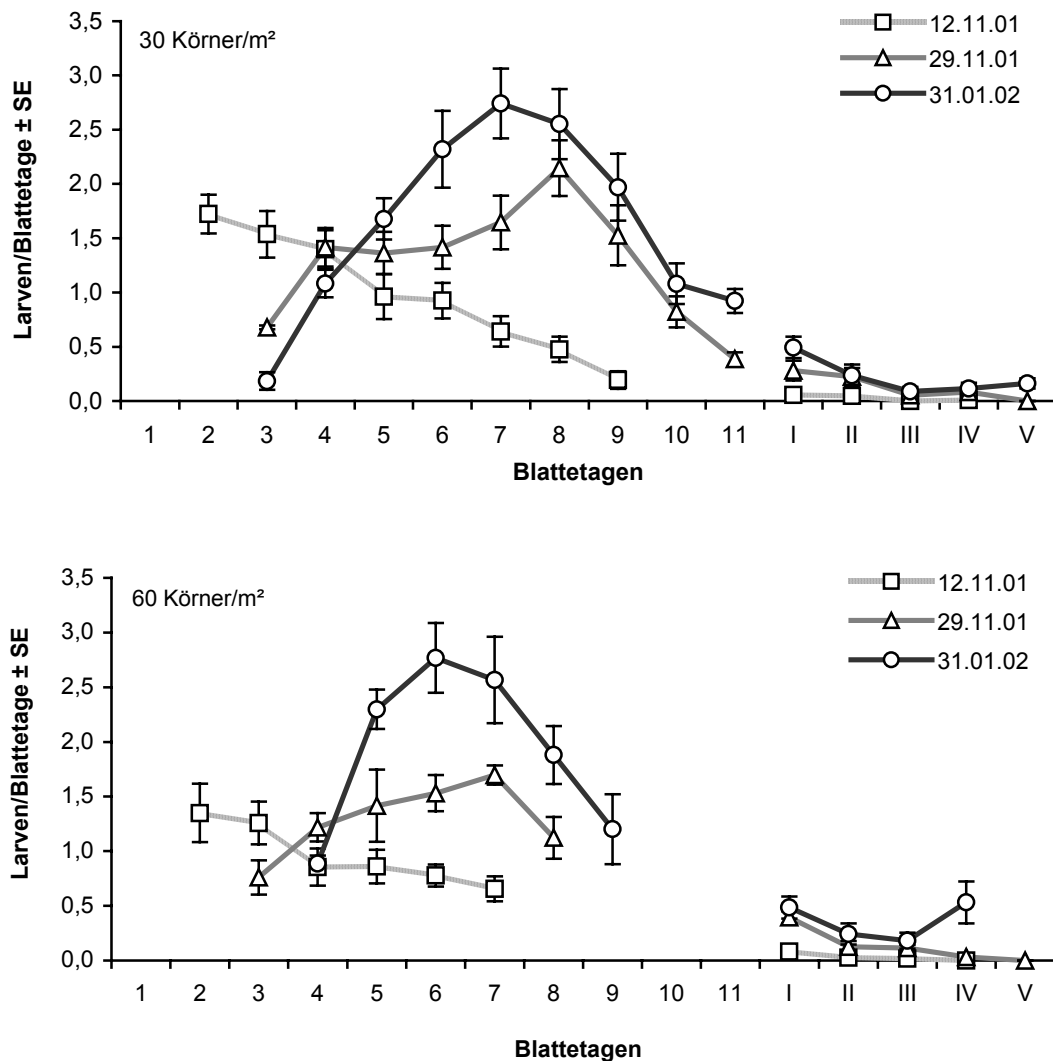 30 Körner/m²
12.11.01
29.11.01
31.01.02
Larven/Blattetage ± SE
3,5
3,0
2,5
2,0
1,5
1,0
0,5
0,0
1 2 3 4 5 6 7 8 9 10 11 I II III IV V
Blattetagen
60 Körner/m²
12.11.01
29.11.01
31.01.02
Larven/Blattetage ± SE
3,5
3,0
2,5
2,0
1,5
1,0
0,5
0,0
1 2 3 4 5 6 7 8 9 10 11 I II III IV V
Blattetagen